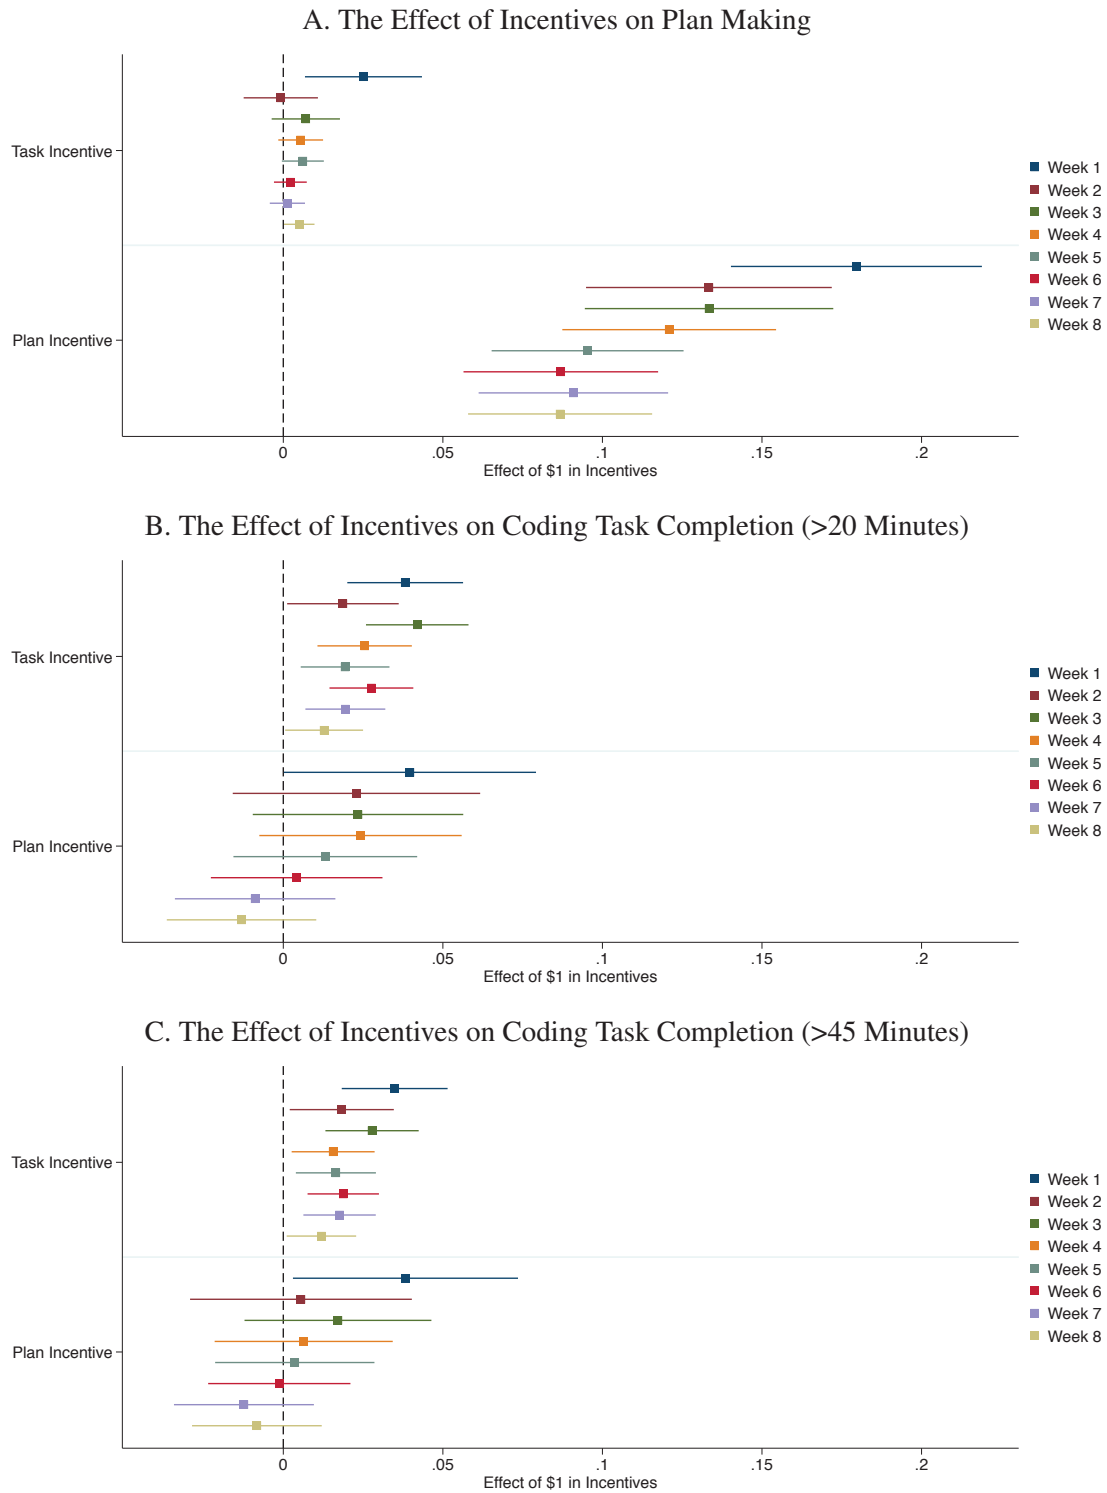 A. The Effect of Incentives on Plan Making
Task Incentive
Plan Incentive
0 .05 .1 .15 .2
Effect of $1 in Incentives
Week 1
Week 2
Week 3
Week 4
Week 5
Week 6
Week 7
Week 8
B. The Effect of Incentives on Coding Task Completion (>20 Minutes)
Task Incentive
Plan Incentive
0 .05 .1 .15 .2
Effect of $1 in Incentives
Week 1
Week 2
Week 3
Week 4
Week 5
Week 6
Week 7
Week 8
C. The Effect of Incentives on Coding Task Completion (>45 Minutes)
Task Incentive
Plan Incentive
0 .05 .1 .15 .2
Effect of $1 in Incentives
Week 1
Week 2
Week 3
Week 4
Week 5
Week 6
Week 7
Week 8